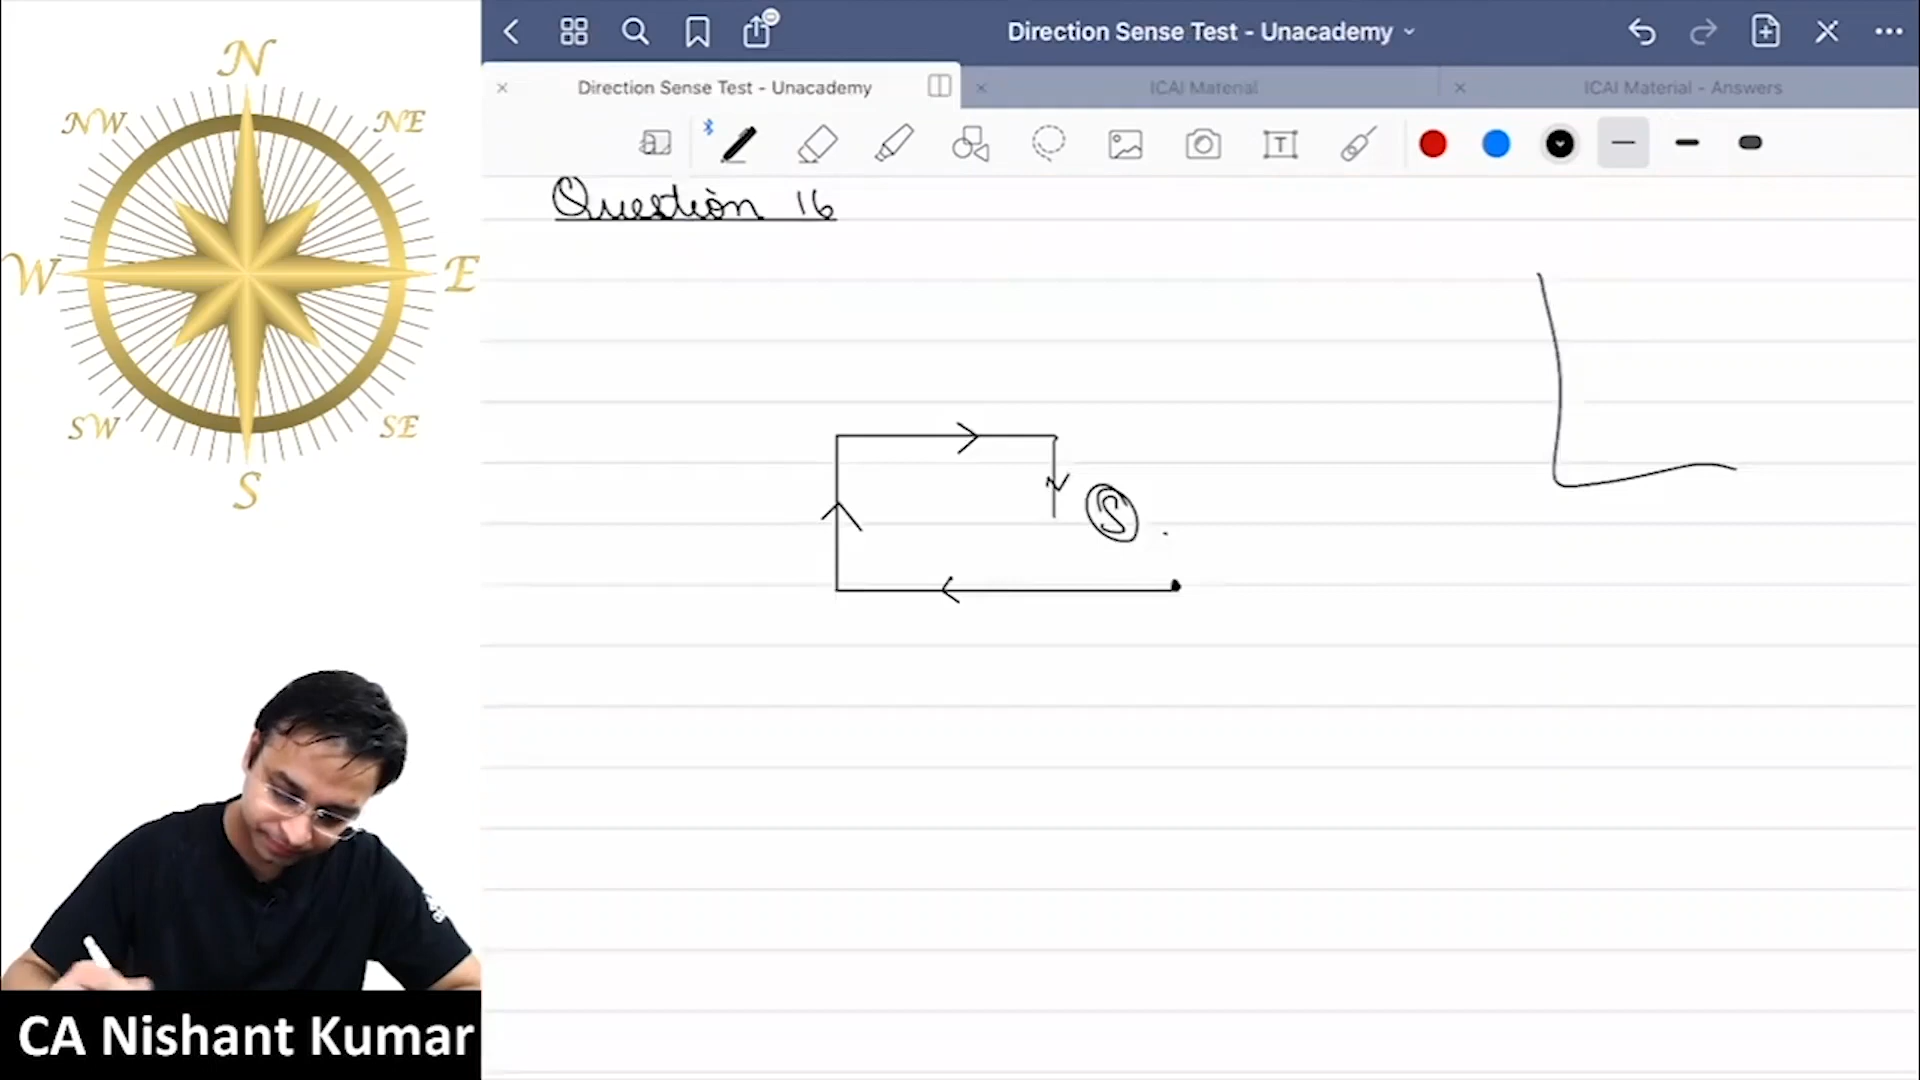 N
NW
NE
W
E
SW
SE
S
Direction Sense Test - Unacademy
Direction Sense Test - Unacademy
ICAI Material
ICAI Material - Answers
T
Question 16
S
CA Nishant Kumar